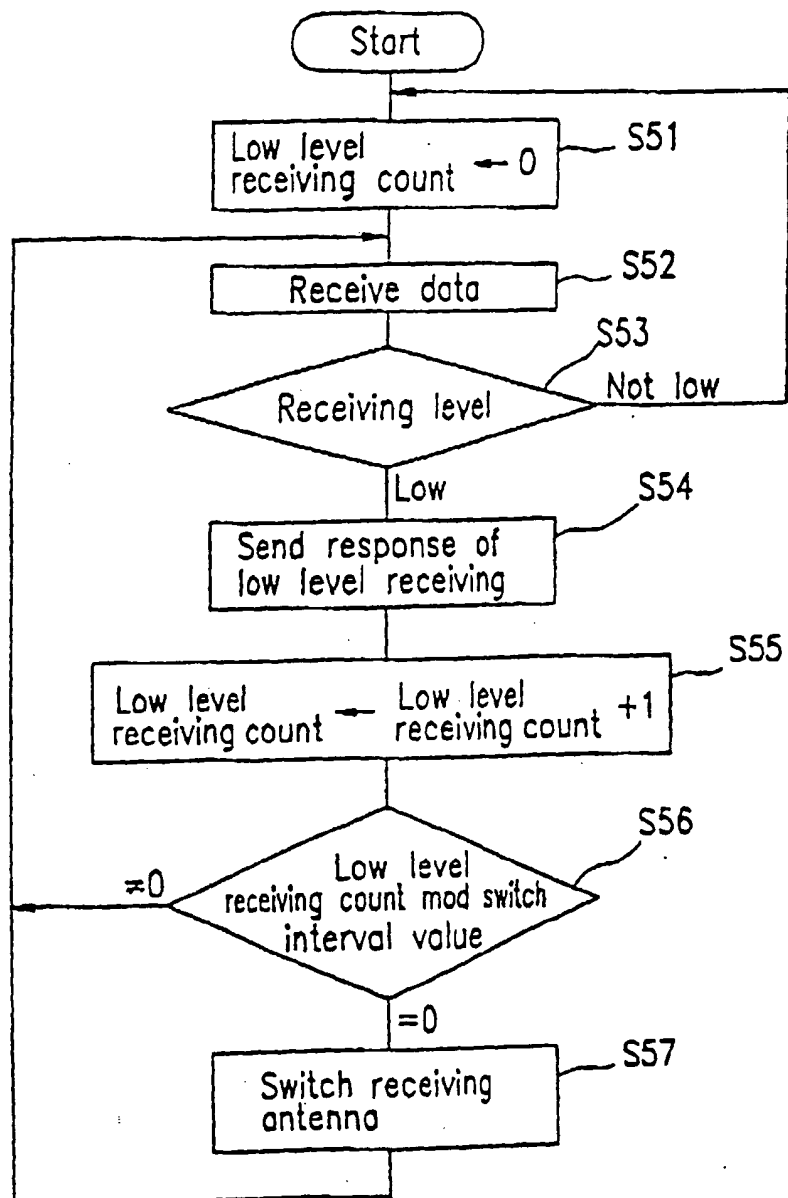 Start
Low level
receiving count ← 0
S51
Receive data
S52
S53
Receiving level
Not low
Low
S54
Send response of
low level receiving
S55
Low level
receiving count ← Low level
receiving count +1
S56
≠0
Low level
receiving count mod switch
interval value
=0
S57
Switch receiving
antenna